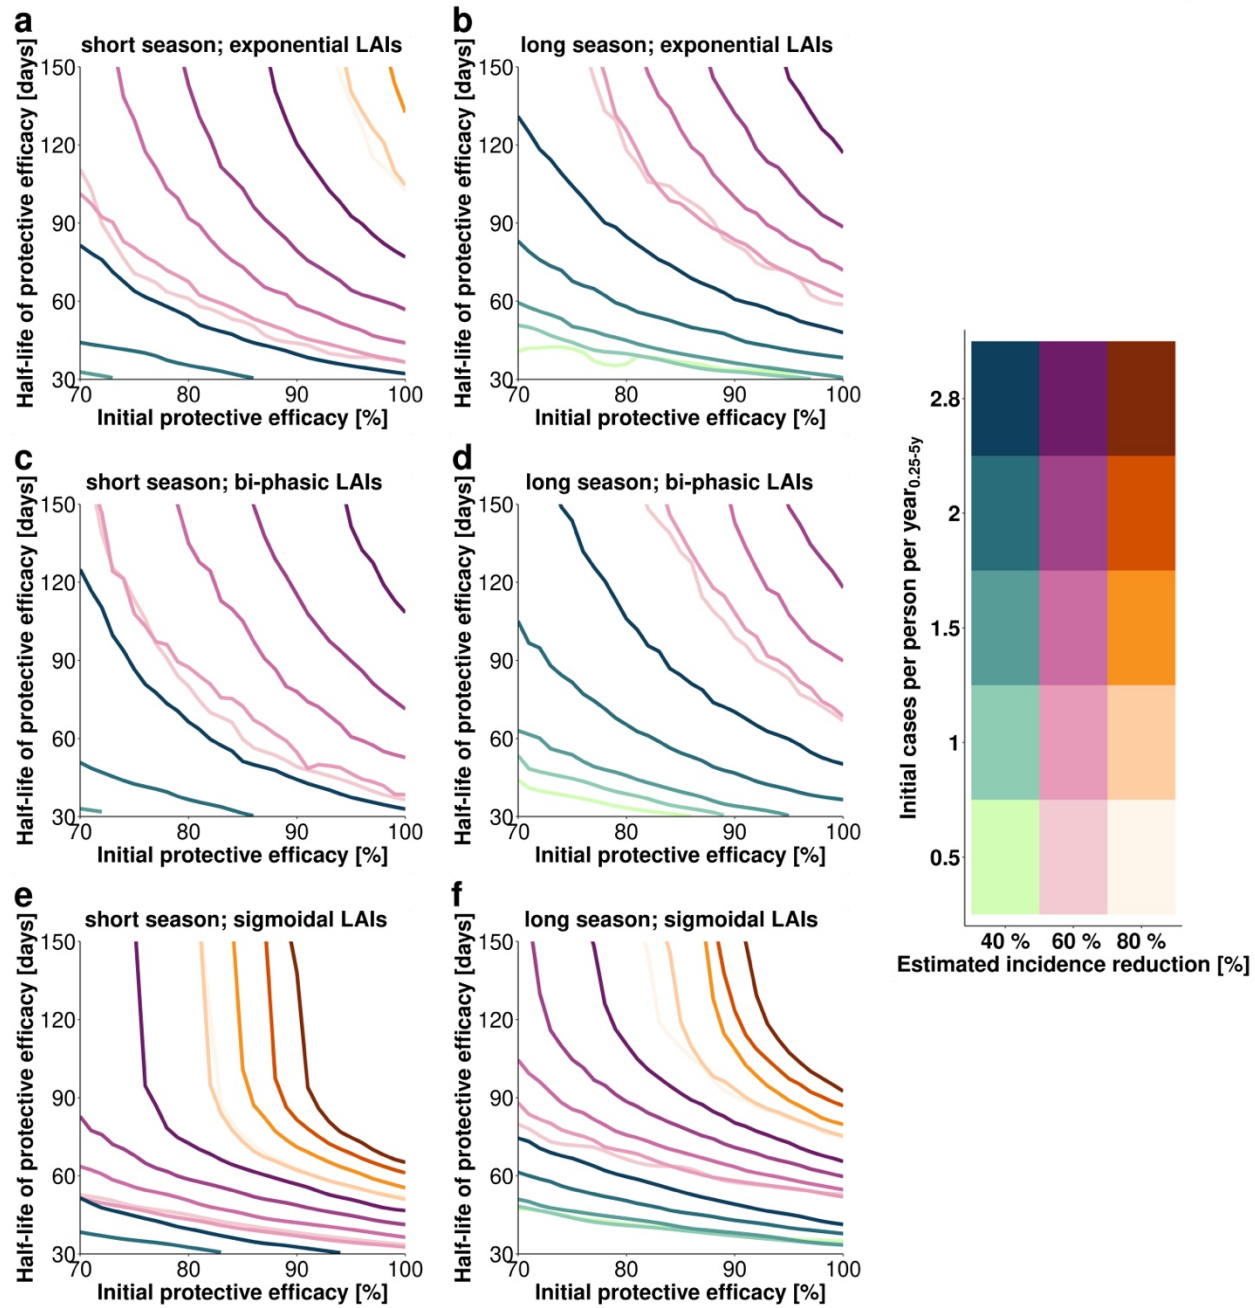 a
short season; exponential LAIs
Half-life of protective efficacy [days]
150
120
90
60
30
70
80
90
100
Initial protective efficacy [%]
b
long season; exponential LAIs
Half-life of protective efficacy [days]
150
120
90
60
30
70
80
90
100
Initial protective efficacy [%]
c
short season; bi-phasic LAIs
Half-life of protective efficacy [days]
150
120
90
60
30
70
80
90
100
Initial protective efficacy [%]
d
long season; bi-phasic LAIs
Half-life of protective efficacy [days]
150
120
90
60
30
70
80
90
100
Initial protective efficacy [%]
e
short season; sigmoidal LAIs
Half-life of protective efficacy [days]
150
120
90
60
30
70
80
90
100
Initial protective efficacy [%]
f
long season; sigmoidal LAIs
Half-life of protective efficacy [days]
150
120
90
60
30
70
80
90
100
Initial protective efficacy [%]
Initial cases per person per year0.25-5y
2.8
2
1.5
1
0.5
40 % 60 % 80 %
Estimated incidence reduction [%]